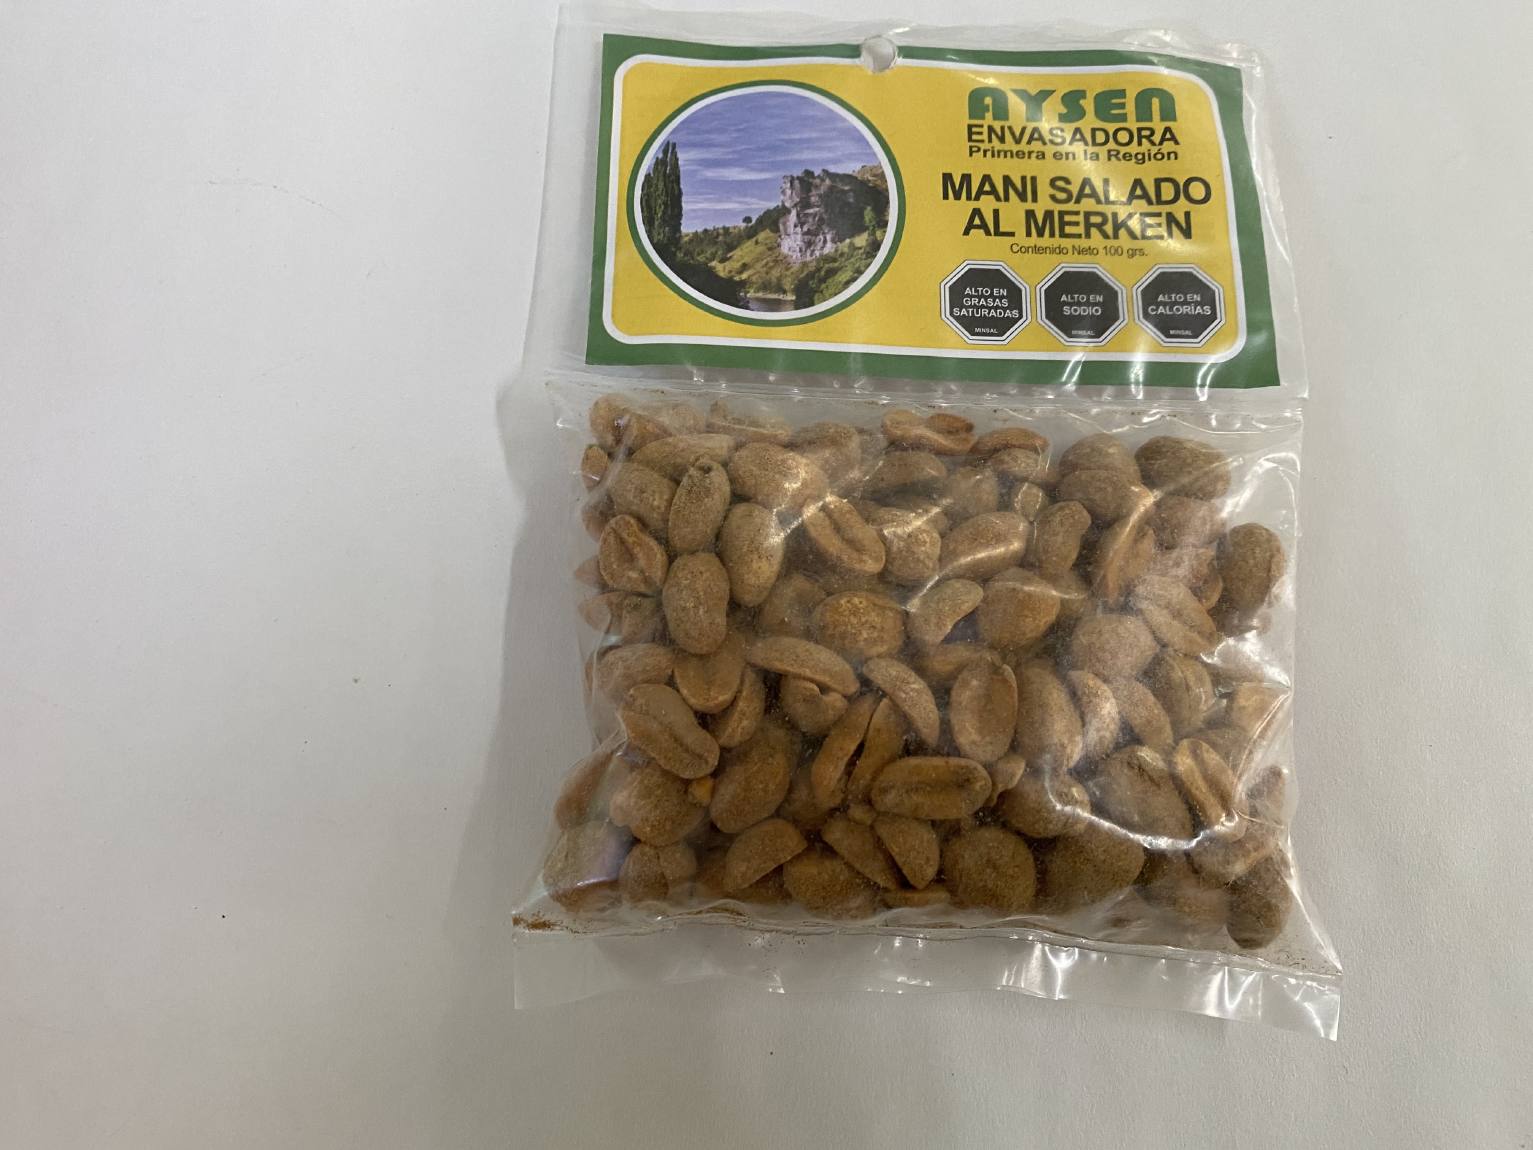 AYSEN
ENVASADORA
Primera en la Región
MANI SALADO
AL MERKEN
Contenido Neto 100 grs.
ALTO EN
GRASAS
SATURADAS
MINSAL
ALTO EN
SODIO
MINSAL
ALTO EN
CALORÍAS
MINSAL